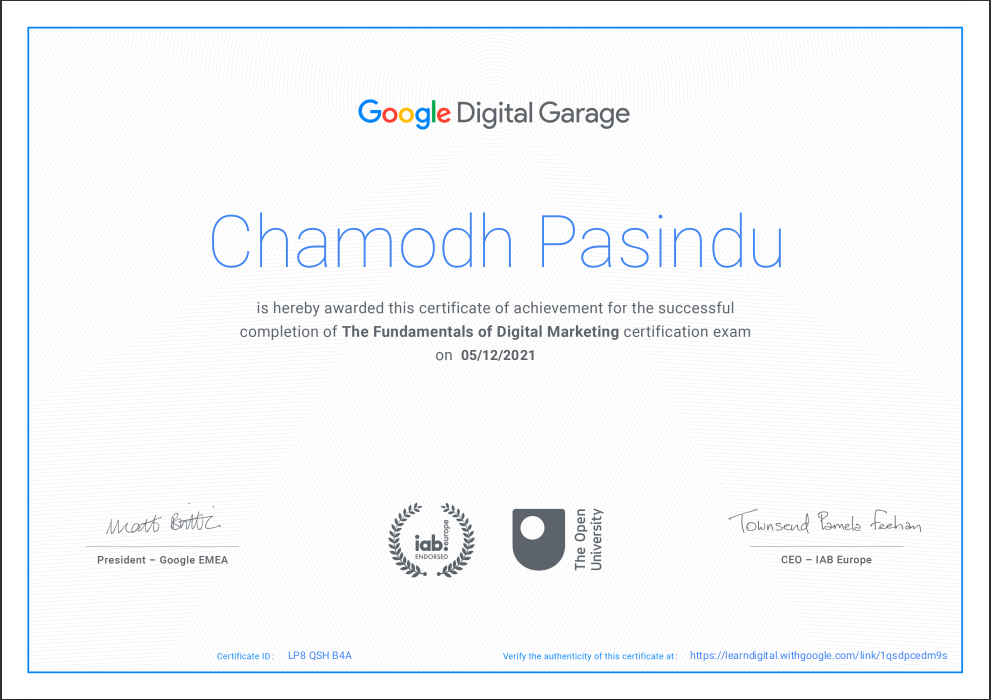 Google Digital Garage
Chamodh Pasindu
is hereby awarded this certificate of achievement for the successful
completion of The Fundamentals of Digital Marketing certification exam
on 05/12/2021
Matt Brittin
President – Google EMEA
iab.europe
ENDORSED
The Open
University
Townsend Pamela Feehan
CEO – IAB Europe
Certificate ID: LP8 QSH B4A
Verify the authenticity of this certificate at: https://learndigital.withgoogle.com/link/1qsdpcedm9s